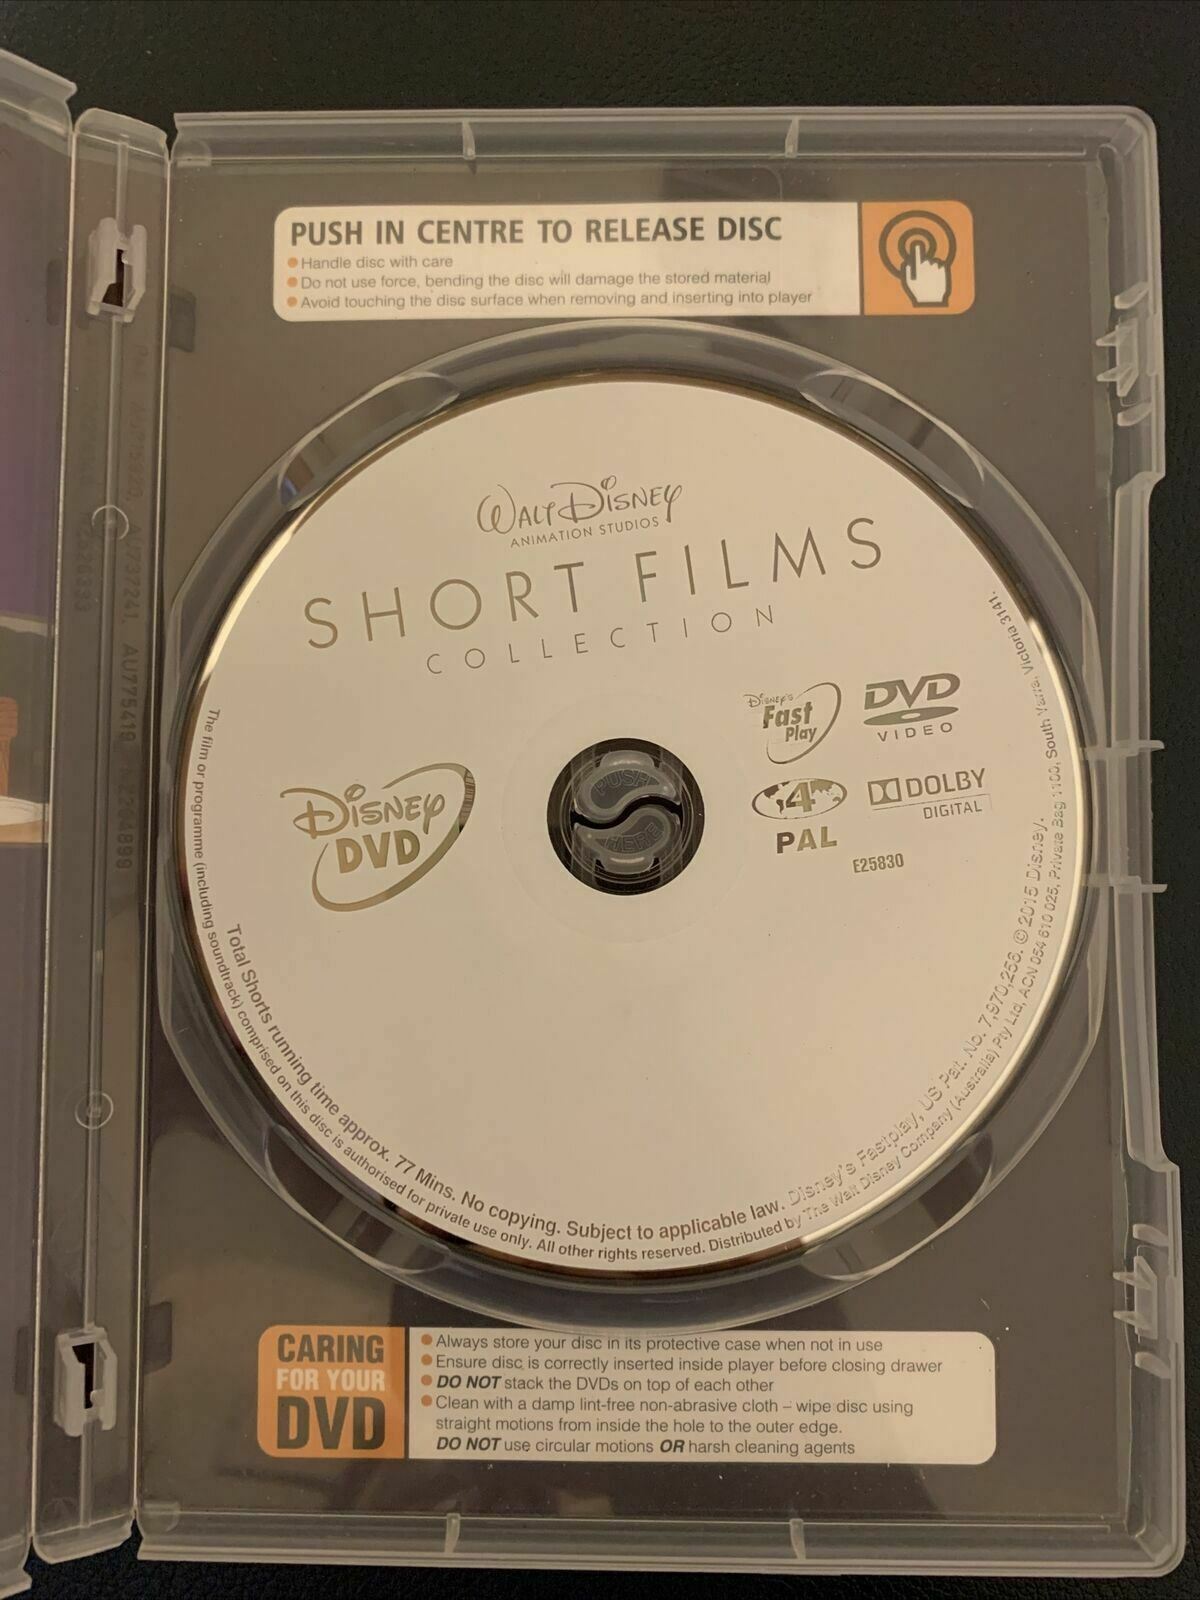 PUSH IN CENTRE TO RELEASE DISC
Handle disc with care
Do not use force, bending the disc will damage the stored material
Avoid touching the disc surface when removing and inserting into player
WALT DISNEY
ANIMATION STUDIOS
SHORT FILMS
COLLECTION
DISNEY'S
Fast
Play
DVD
VIDEO
DISNEY
DVD
PUSH
HERE
4
PAL
DOLBY
DIGITAL
E25830
Total Shorts running time approx. 77 Mins. No copying. Subject to applicable law. Disney's Fastplay, US Patt. No. 7,970,256. © 2015 Disney.
The film or programme (including soundtrack) comprised on this disc is authorised for private use only. All other rights reserved. Distributed by The Walt Disney Company (Australia) Pty Ltd, ACN 054 610 025, Private Bag 1100, South Yarra, Victoria 3141.
AU737241, AU775419 NZ204899
CARING
FOR YOUR
DVD
Always store your disc in its protective case when not in use
Ensure disc is correctly inserted inside player before closing drawer
DO NOT stack the DVDs on top of each other
Clean with a damp lint-free non-abrasive cloth – wipe disc using
straight motions from inside the hole to the outer edge.
DO NOT use circular motions OR harsh cleaning agents